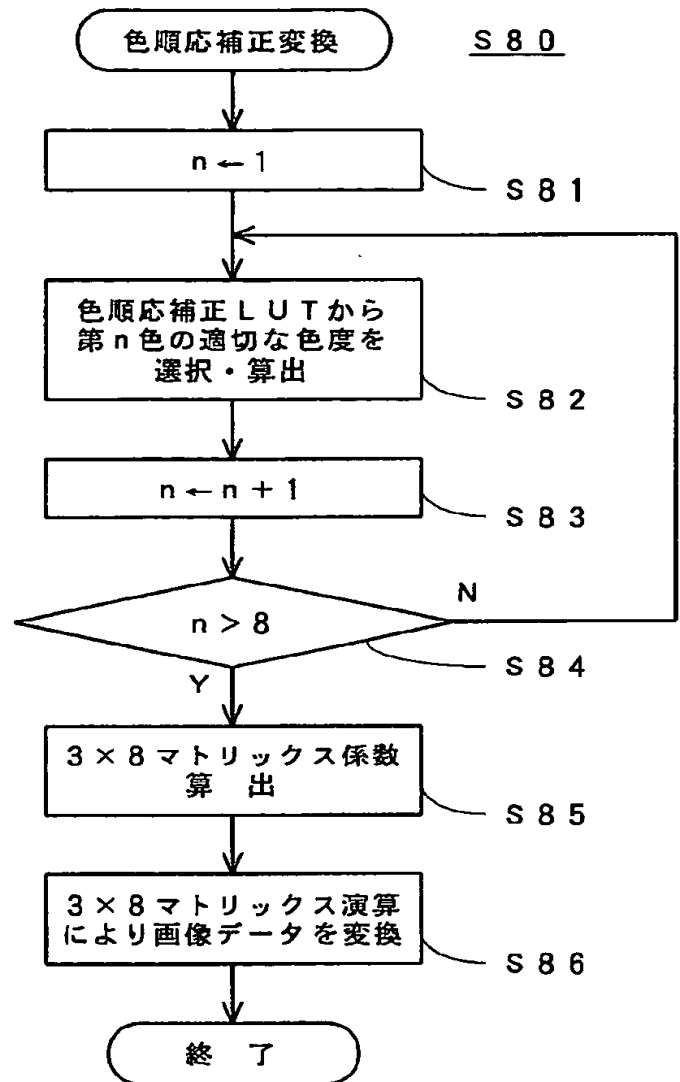 色順応補正変換
S80
n←1
S81
色順応補正LUTから
第n色の適切な色度を
選択・算出
S82
n←n+1
S83
n>8
N
S84
Y
3×8マトリックス係数
算 出
S85
3×8マトリックス演算
により画像データを変換
S86
終 了